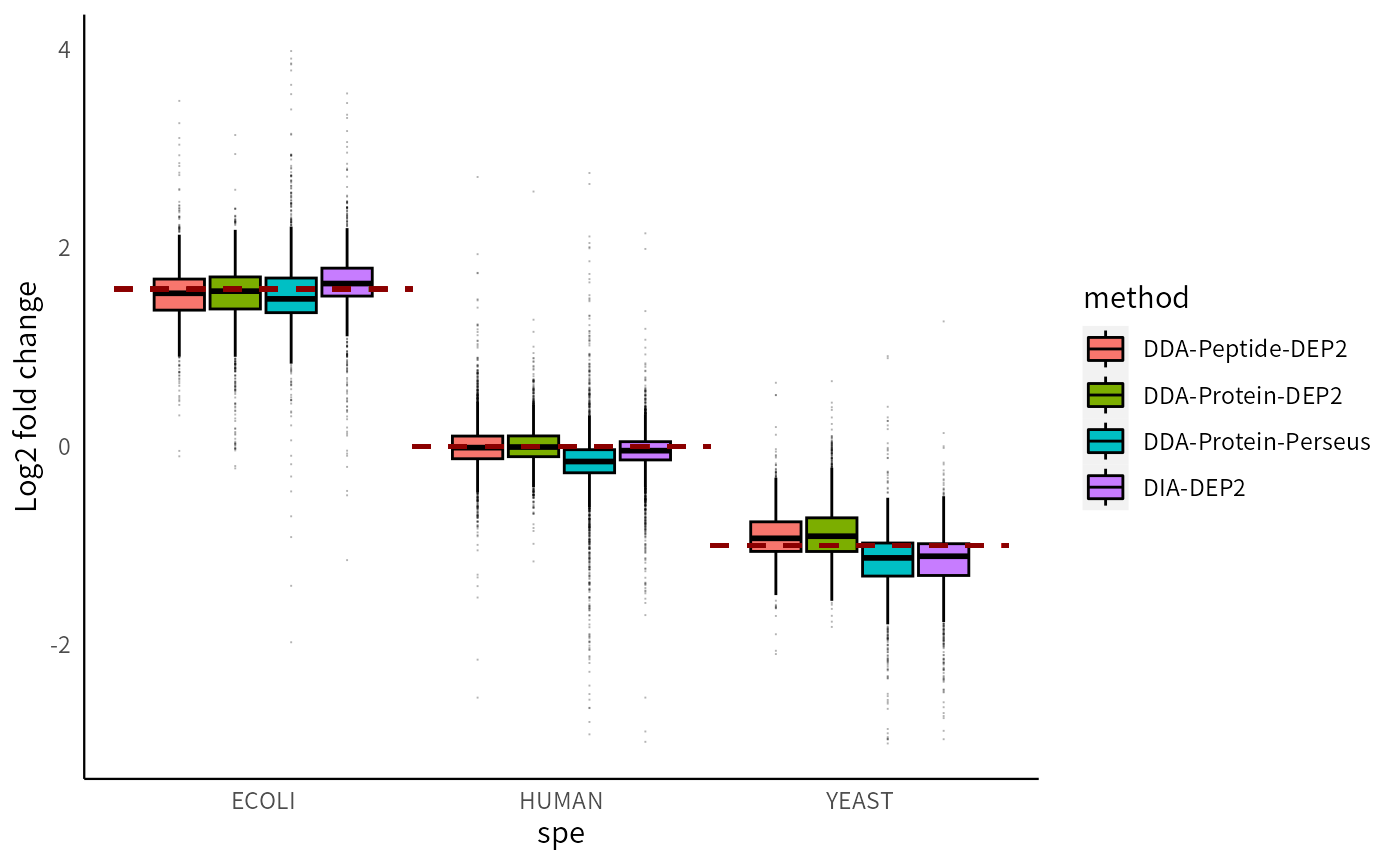 Log2 fold change
4
2
0
-2
ECOLI
HUMAN
YEAST
spe
method
DDA-Peptide-DEP2
DDA-Protein-DEP2
DDA-Protein-Perseus
DIA-DEP2